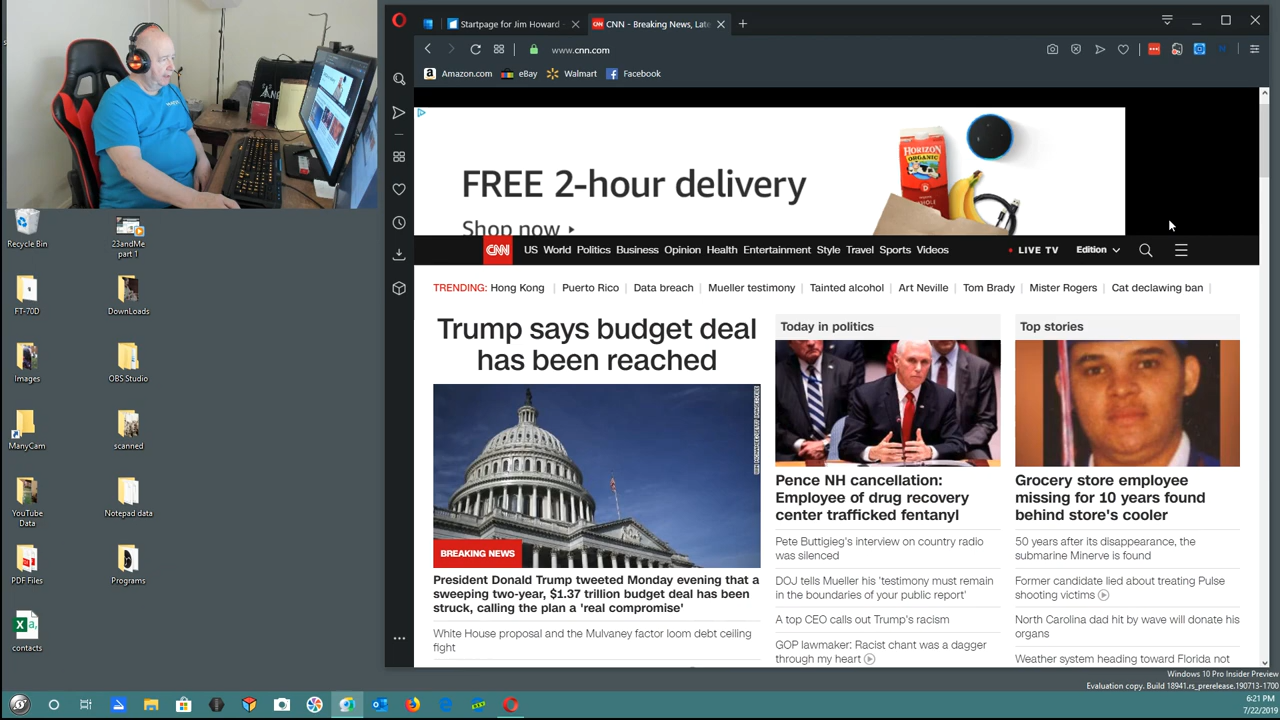 Startpage for Jim Howard -
CNN - Breaking News, Late
www.cnn.com
Amazon.com
eBay
Walmart
Facebook
FREE 2-hour delivery
Shop now
HORIZON
ORGANIC
CNN
US World Politics Business Opinion Health Entertainment Style Travel Sports Videos
LIVE TV
Edition
TRENDING: Hong Kong | Puerto Rico | Data breach | Mueller testimony | Tainted alcohol | Art Neville | Tom Brady | Mister Rogers | Cat declawing ban |
Trump says budget deal
has been reached
BREAKING NEWS
President Donald Trump tweeted Monday evening that a
sweeping two-year, $1.37 trillion budget deal has been
struck, calling the plan a 'real compromise'
White House proposal and the Mulvaney factor loom debt ceiling
fight
Today in politics
Pence NH cancellation:
Employee of drug recovery
center trafficked fentanyl
Pete Buttigieg's interview on country radio
was silenced
DOJ tells Mueller his 'testimony must remain
in the boundaries of your public report'
A top CEO calls out Trump's racism
GOP lawmaker: Racist chant was a dagger
through my heart
Top stories
Grocery store employee
missing for 10 years found
behind store's cooler
50 years after its disappearance, the
submarine Minerve is found
Former candidate lied about treating Pulse
shooting victims
North Carolina dad hit by wave will donate his
organs
Weather system heading toward Florida not
Recycle Bin
23andMe
part 1
FT-70D
DownLoads
Images
OBS Studio
ManyCam
scanned
YouTube
Data
Notepad data
PDF Files
Programs
contacts
Windows 10 Pro Insider Preview
Evaluation copy. Build 18941.rs_prerelease.190713-1700
6:21 PM
7/22/2019